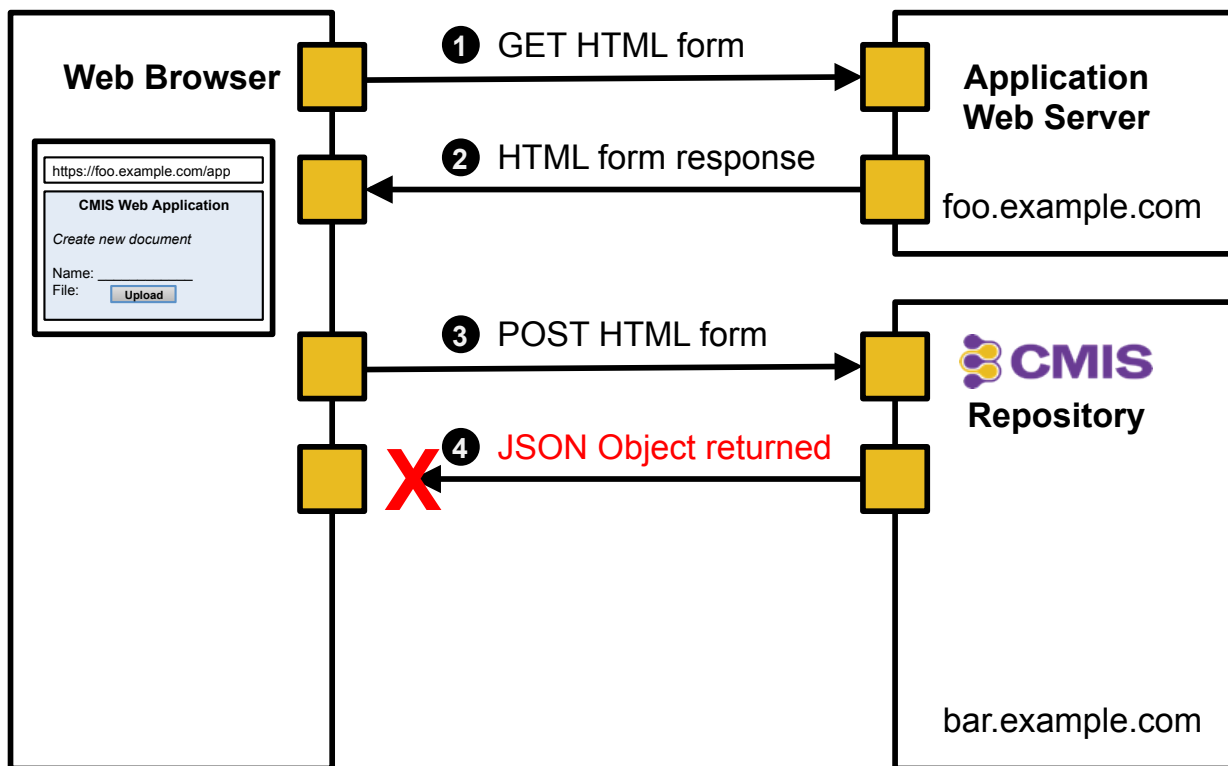 Web Browser
https://foo.example.com/app
CMIS Web Application
Create new document
Name: ____________
File:
Upload
1 GET HTML form
2 HTML form response
3 POST HTML form
4 JSON Object returned
X
Application
Web Server
foo.example.com
CMIS
Repository
bar.example.com